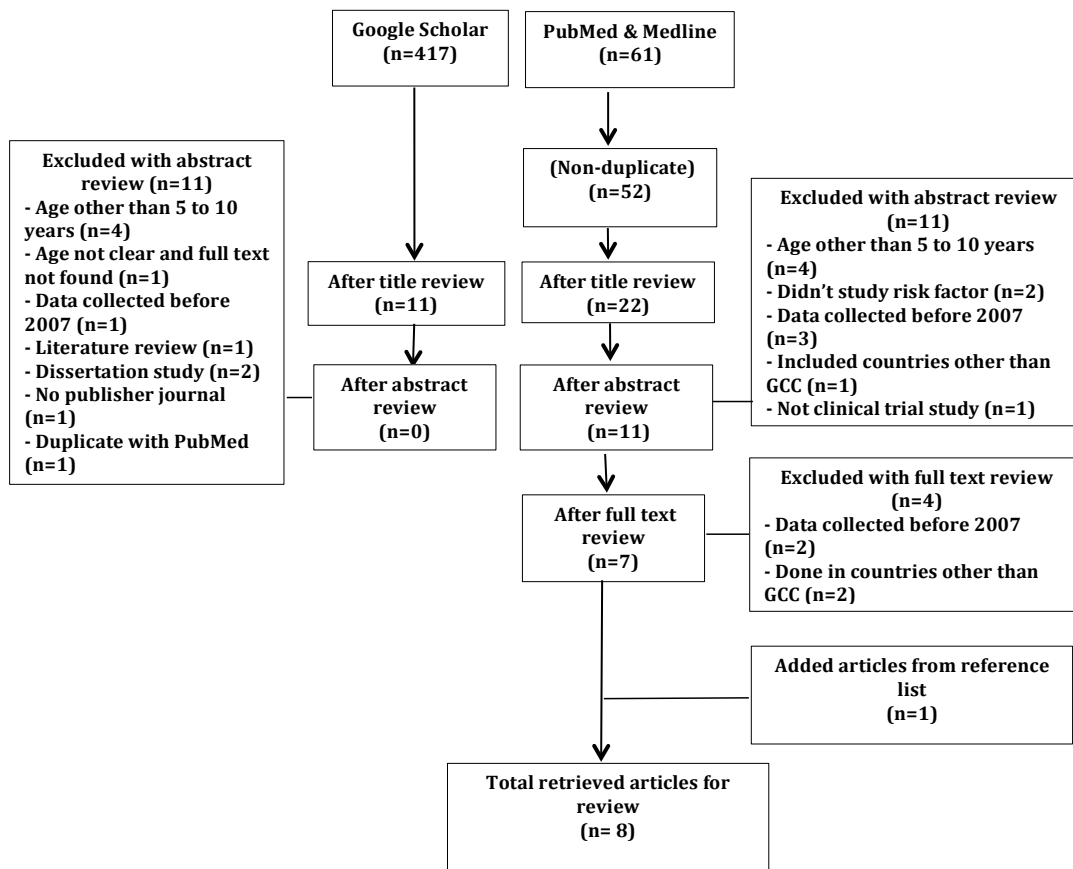 Google Scholar
(n=417)
PubMed & Medline
(n=61)
(Non-duplicate)
(n=52)
Excluded with abstract
review (n=11)
- Age other than 5 to 10
years (n=4)
- Age not clear and full text
not found (n=1)
- Data collected before
2007 (n=1)
- Literature review (n=1)
- Dissertation study (n=2)
- No publisher journal
(n=1)
- Duplicate with PubMed
(n=1)
After title review
(n=11)
After title review
(n=22)
Excluded with abstract review
(n=11)
- Age other than 5 to 10 years
(n=4)
- Didn't study risk factor (n=2)
- Data collected before 2007
(n=3)
- Included countries other than
GCC (n=1)
- Not clinical trial study (n=1)
After abstract
review
(n=0)
After abstract
review
(n=11)
After full text
review
(n=7)
Excluded with full text review
(n=4)
- Data collected before 2007
(n=2)
- Done in countries other than
GCC (n=2)
Added articles from reference
list
(n=1)
Total retrieved articles for
review
(n= 8)